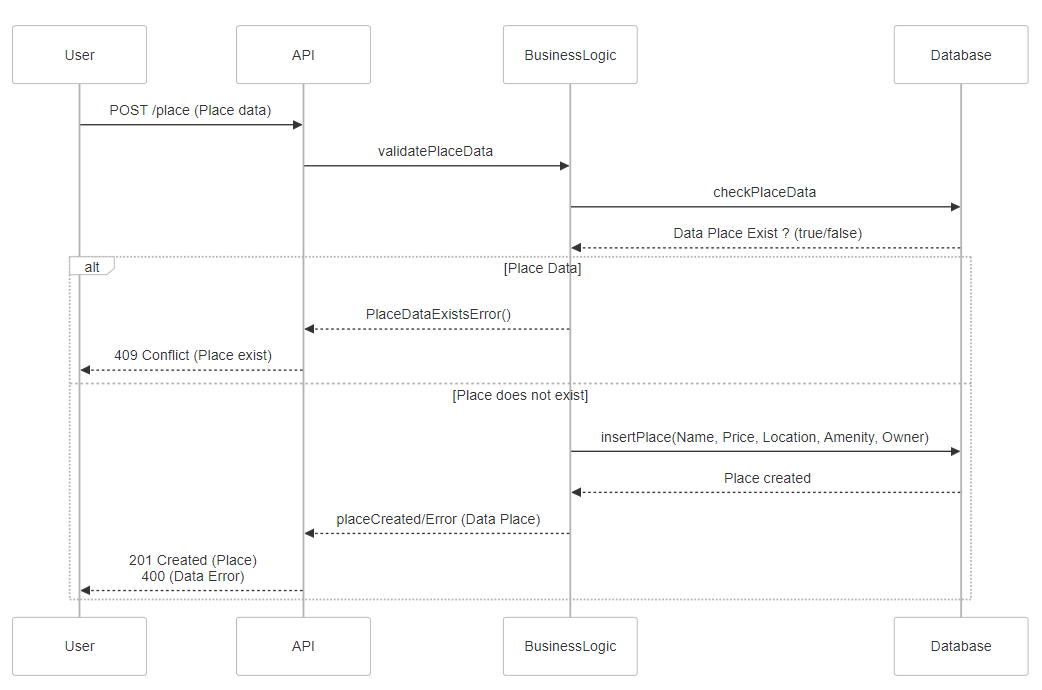 User
API
BusinessLogic
Database
POST /place (Place data)
validatePlaceData
checkPlaceData
Data Place Exist ? (true/false)
alt
[Place Data]
PlaceDataExistsError()
409 Conflict (Place exist)
[Place does not exist]
insertPlace(Name, Price, Location, Amenity, Owner)
Place created
placeCreated/Error (Data Place)
201 Created (Place)
400 (Data Error)
User
API
BusinessLogic
Database